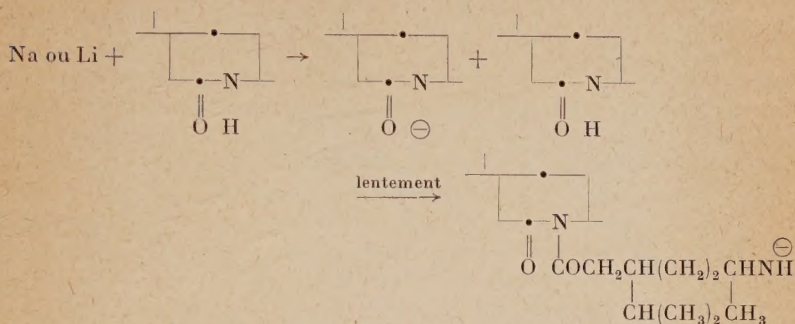 Na ou Li + N → N + N
O H O ⊖ O H
lentement
N
O COCH₂CH(CH₂)₂CHNH⊖
CH(CH₃)₂CH₃